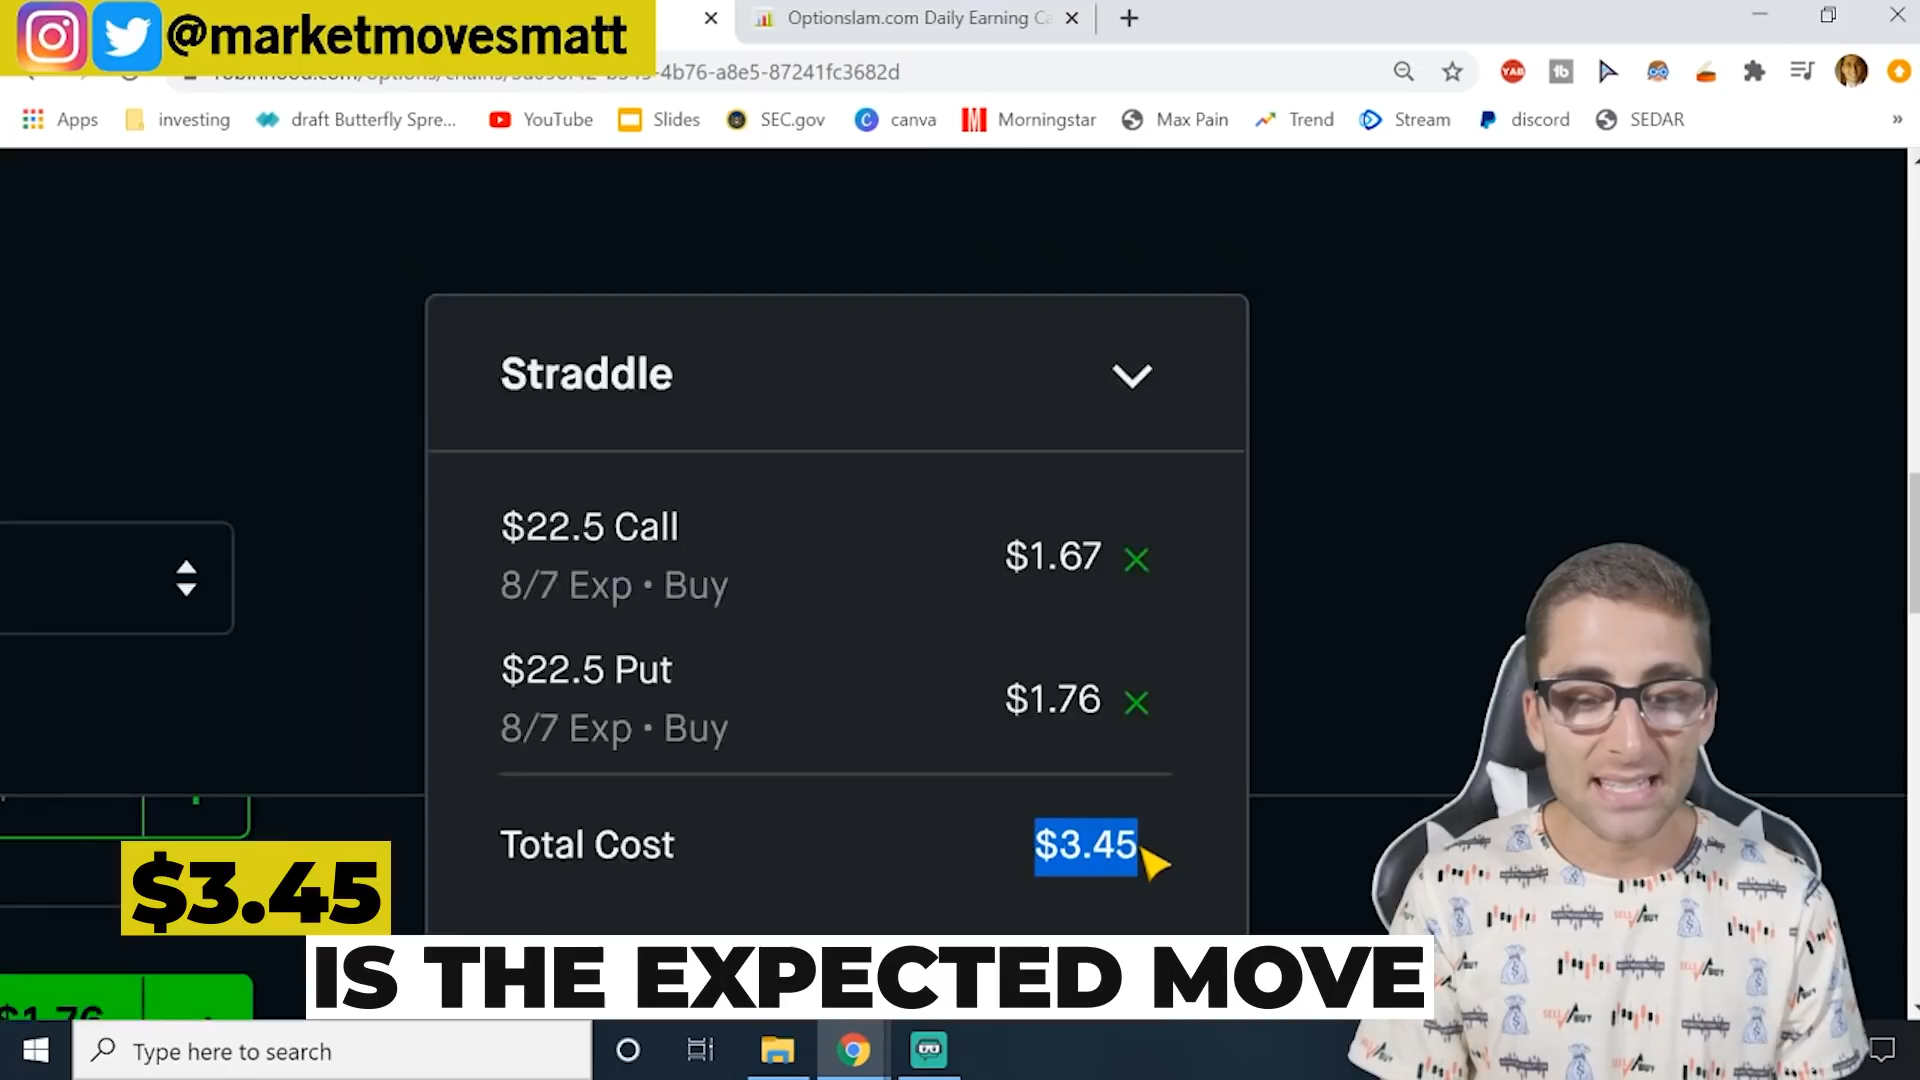 @marketmovesmatt
Optionslam.com Daily Earning Ca
4b76-a8e5-87241fc3682d
Apps
investing
draft Butterfly Spre...
YouTube
Slides
SEC.gov
canva
Morningstar
Max Pain
Trend
Stream
discord
SEDAR
»
Straddle
$22.5 Call
$1.67
8/7 Exp • Buy
$22.5 Put
$1.76
8/7 Exp • Buy
Total Cost
$3.45
$3.45
IS THE EXPECTED MOVE
$1.76
Type here to search